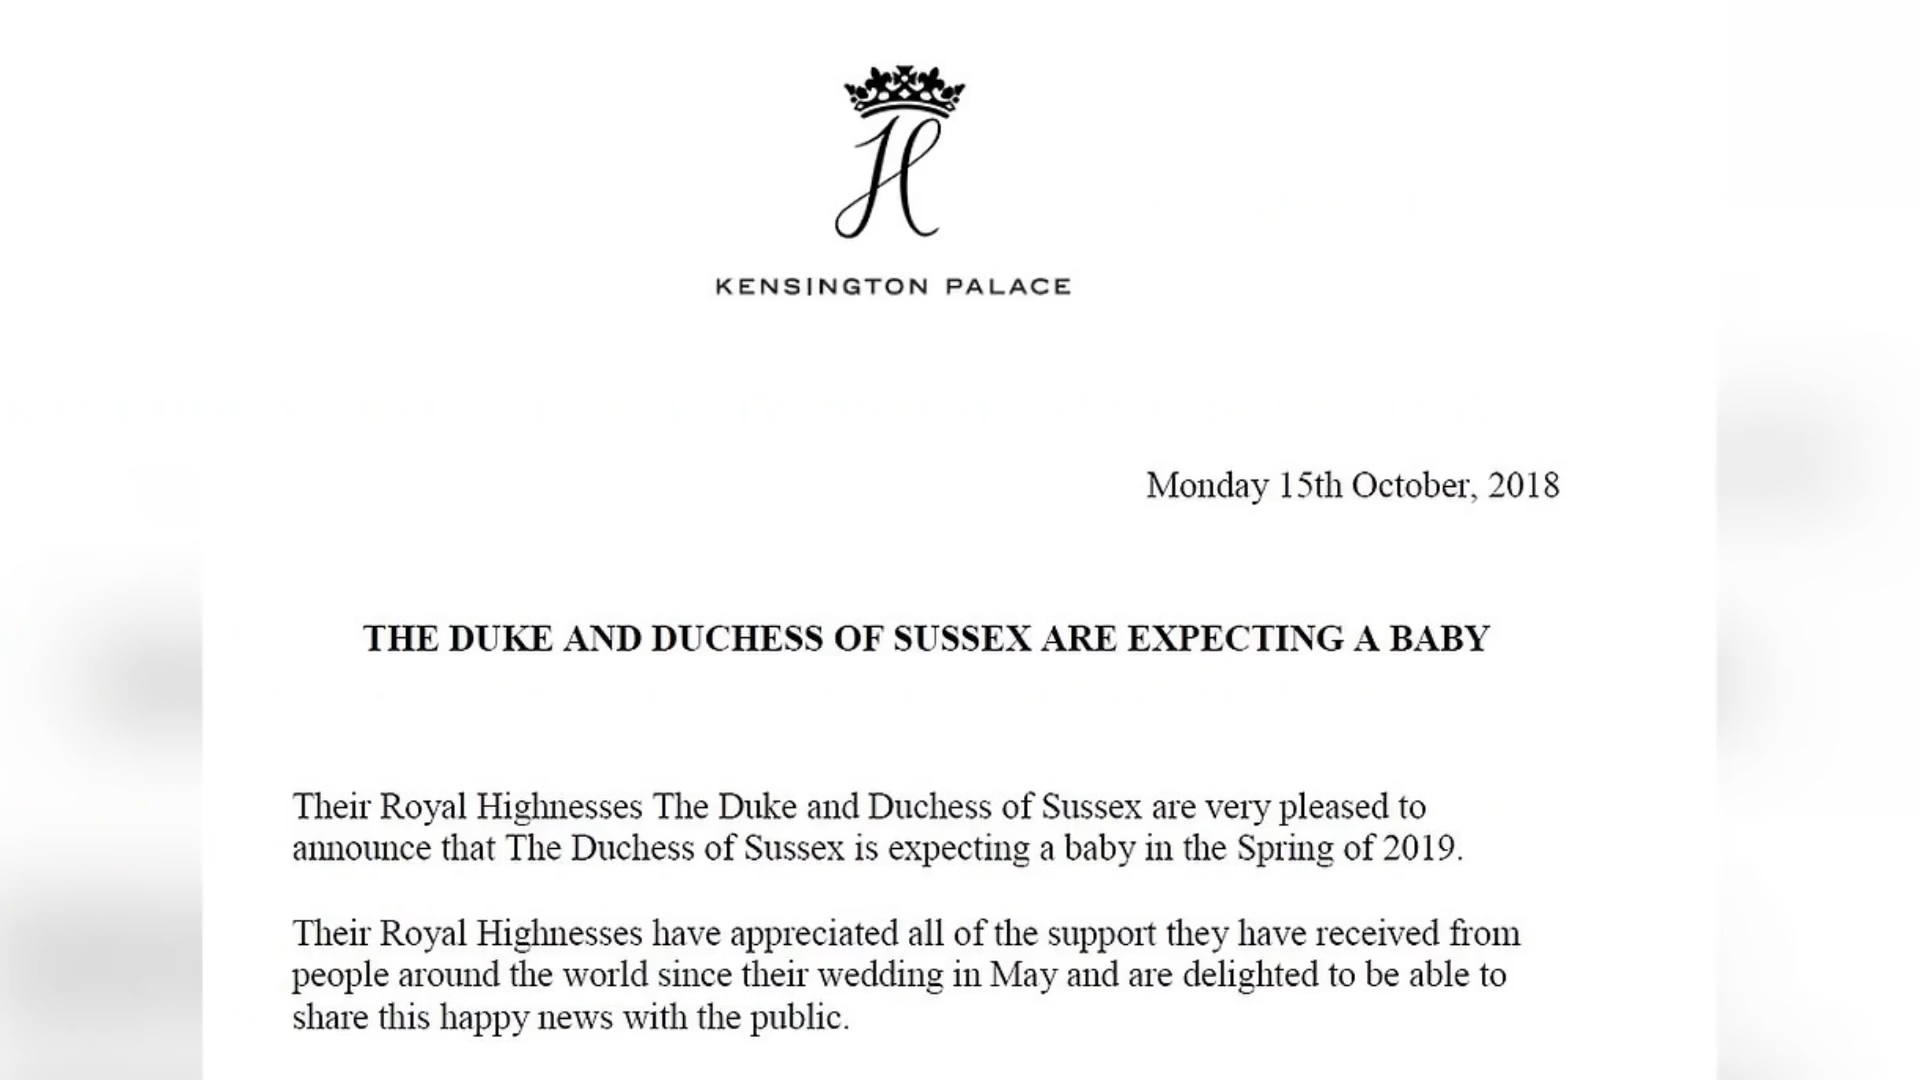 H
KENSINGTON PALACE
Monday 15th October, 2018
THE DUKE AND DUCHESS OF SUSSEX ARE EXPECTING A BABY
Their Royal Highnesses The Duke and Duchess of Sussex are very pleased to
announce that The Duchess of Sussex is expecting a baby in the Spring of 2019.
Their Royal Highnesses have appreciated all of the support they have received from
people around the world since their wedding in May and are delighted to be able to
share this happy news with the public.